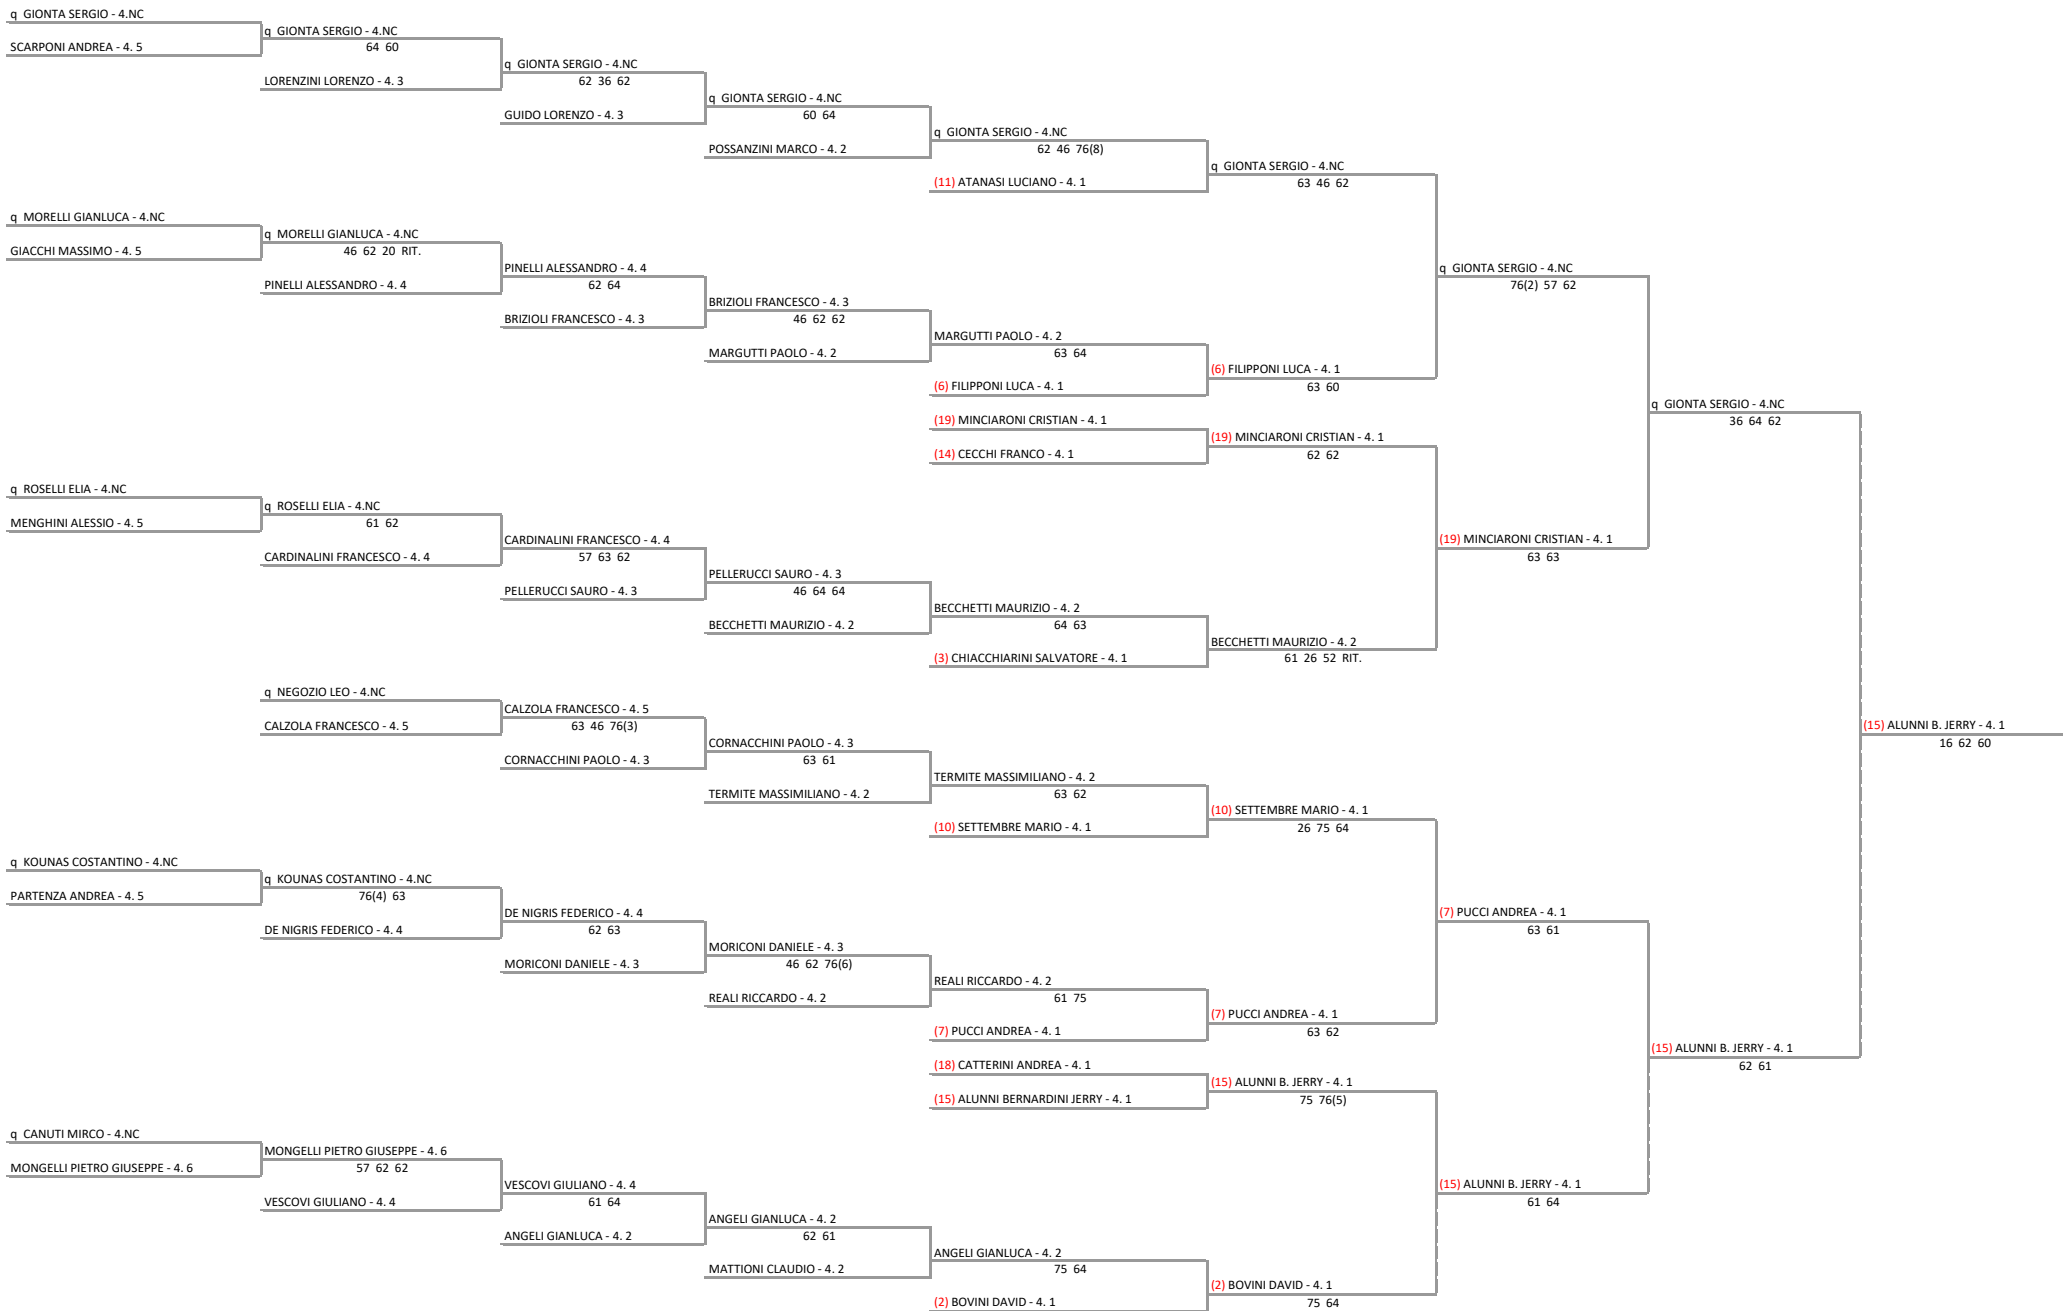 q GIONTA SERGIO - 4.NC
SCARPONI ANDREA - 4. 5
q MORELLI GIANLUCA - 4.NC
GIACCHI MASSIMO - 4. 5
q ROSELLI ELIA - 4.NC
MENGHINI ALESSIO - 4. 5
q KOUNAS COSTANTINO - 4.NC
PARTENZA ANDREA - 4. 5
q CANUTI MIRCO - 4.NC
MONGELLI PIETRO GIUSEPPE - 4. 6
q GIONTA SERGIO - 4.NC
64 60
LORENZINI LORENZO - 4. 3
q MORELLI GIANLUCA - 4.NC
46 62 20 RIT.
PINELLI ALESSANDRO - 4. 4
q ROSELLI ELIA - 4.NC
61 62
CARDINALINI FRANCESCO - 4. 4
q NEGOZIO LEO - 4.NC
CALZOLA FRANCESCO - 4. 5
q KOUNAS COSTANTINO - 4.NC
76(4) 63
DE NIGRIS FEDERICO - 4. 4
MONGELLI PIETRO GIUSEPPE - 4. 6
57 62 62
VESCOVI GIULIANO - 4. 4
q GIONTA SERGIO - 4.NC
62 36 62
GUIDO LORENZO - 4. 3
PINELLI ALESSANDRO - 4. 4
62 64
BRIZIOLI FRANCESCO - 4. 3
CARDINALINI FRANCESCO - 4. 4
57 63 62
PELLERUCCI SAURO - 4. 3
CALZOLA FRANCESCO - 4. 5
63 46 76(3)
CORNACCHINI PAOLO - 4. 3
DE NIGRIS FEDERICO - 4. 4
62 63
MORICONI DANIELE - 4. 3
VESCOVI GIULIANO - 4. 4
61 64
ANGELI GIANLUCA - 4. 2
q GIONTA SERGIO - 4.NC
60 64
POSSANZINI MARCO - 4. 2
BRIZIOLI FRANCESCO - 4. 3
46 62 62
MARGUTTI PAOLO - 4. 2
PELLERUCCI SAURO - 4. 3
46 64 64
BECCHETTI MAURIZIO - 4. 2
CORNACCHINI PAOLO - 4. 3
63 61
TERMITE MASSIMILIANO - 4. 2
MORICONI DANIELE - 4. 3
46 62 76(6)
REALI RICCARDO - 4. 2
ANGELI GIANLUCA - 4. 2
62 61
MATTIONI CLAUDIO - 4. 2
q GIONTA SERGIO - 4.NC
62 46 76(8)
(11) ATANASI LUCIANO - 4. 1
MARGUTTI PAOLO - 4. 2
63 64
(6) FILIPPONI LUCA - 4. 1
(19) MINCIARONI CRISTIAN - 4. 1
(14) CECCHI FRANCO - 4. 1
BECCHETTI MAURIZIO - 4. 2
64 63
(3) CHIACCHIARINI SALVATORE - 4. 1
TERMITE MASSIMILIANO - 4. 2
63 62
(10) SETTEMBRE MARIO - 4. 1
REALI RICCARDO - 4. 2
61 75
(7) PUCCI ANDREA - 4. 1
(18) CATTERINI ANDREA - 4. 1
(15) ALUNNI BERNARDINI JERRY - 4. 1
ANGELI GIANLUCA - 4. 2
75 64
(2) BOVINI DAVID - 4. 1
q GIONTA SERGIO - 4.NC
63 46 62
(6) FILIPPONI LUCA - 4. 1
63 60
(19) MINCIARONI CRISTIAN - 4. 1
62 62
BECCHETTI MAURIZIO - 4. 2
61 26 52 RIT.
(10) SETTEMBRE MARIO - 4. 1
26 75 64
(7) PUCCI ANDREA - 4. 1
63 62
(15) ALUNNI B. JERRY - 4. 1
75 76(5)
(2) BOVINI DAVID - 4. 1
75 64
q GIONTA SERGIO - 4.NC
76(2) 57 62
(19) MINCIARONI CRISTIAN - 4. 1
63 63
(7) PUCCI ANDREA - 4. 1
63 61
(15) ALUNNI B. JERRY - 4. 1
61 64
q GIONTA SERGIO - 4.NC
36 64 62
(15) ALUNNI B. JERRY - 4. 1
62 61
(15) ALUNNI B. JERRY - 4. 1
16 62 60